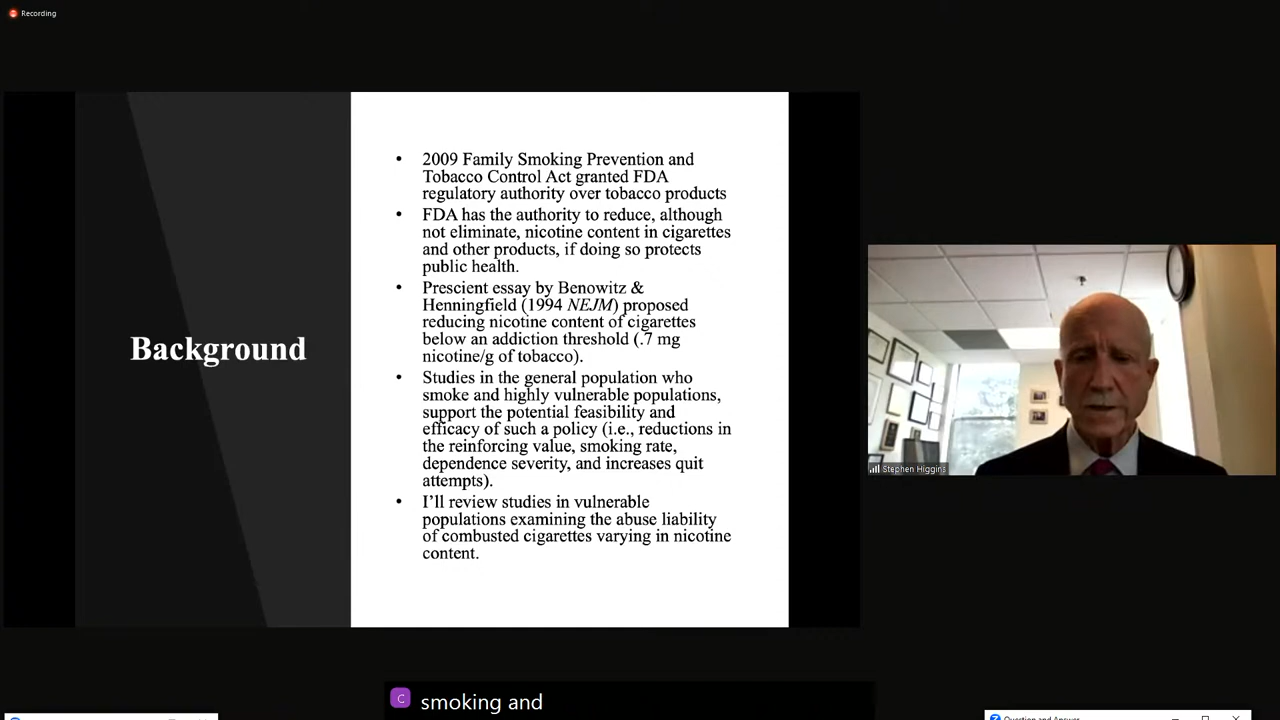 Recording
Background
• 2009 Family Smoking Prevention and
Tobacco Control Act granted FDA
regulatory authority over tobacco products
• FDA has the authority to reduce, although
not eliminate, nicotine content in cigarettes
and other products, if doing so protects
public health.
• Prescient essay by Benowitz &
Henningfield (1994 NEJM) proposed
reducing nicotine content of cigarettes
below an addiction threshold (.7 mg
nicotine/g of tobacco).
• Studies in the general population who
smoke and highly vulnerable populations,
support the potential feasibility and
efficacy of such a policy (i.e., reductions in
the reinforcing value, smoking rate,
dependence severity, and increases quit
attempts).
• I'll review studies in vulnerable
populations examining the abuse liability
of combusted cigarettes varying in nicotine
content.
Stephen Higgins
C smoking and
Question and Answer